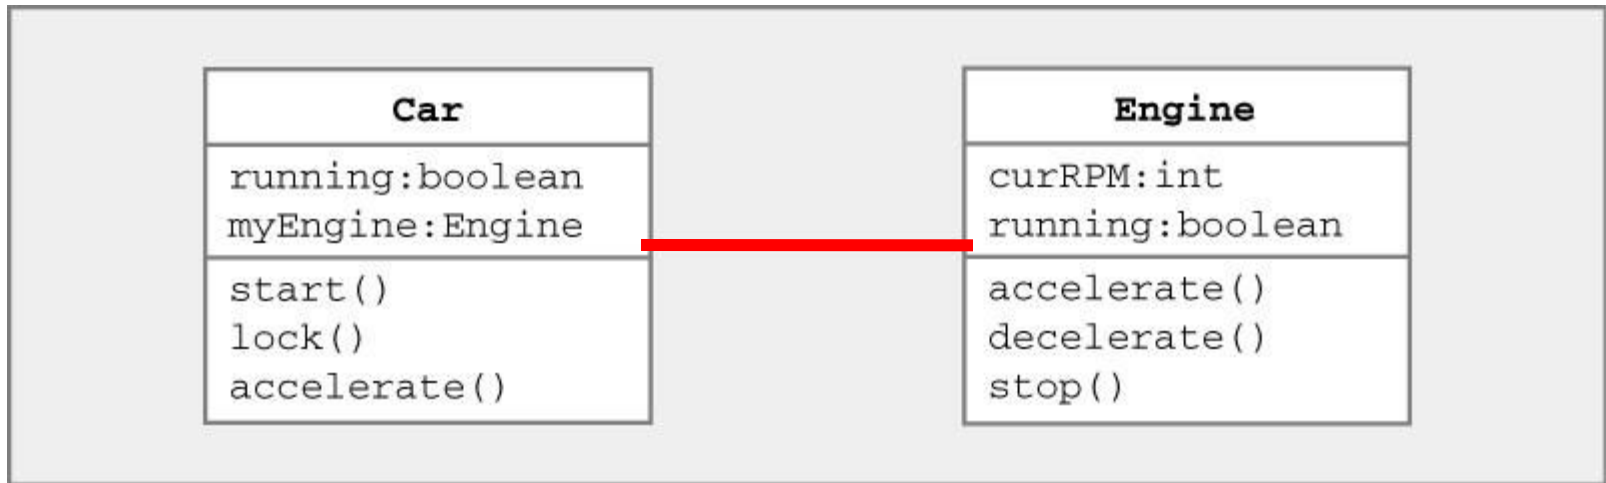 Car
running:boolean
myEngine:Engine
start()
lock()
accelerate()
Engine
curRPM:int
running:boolean
accelerate()
decelerate()
stop()